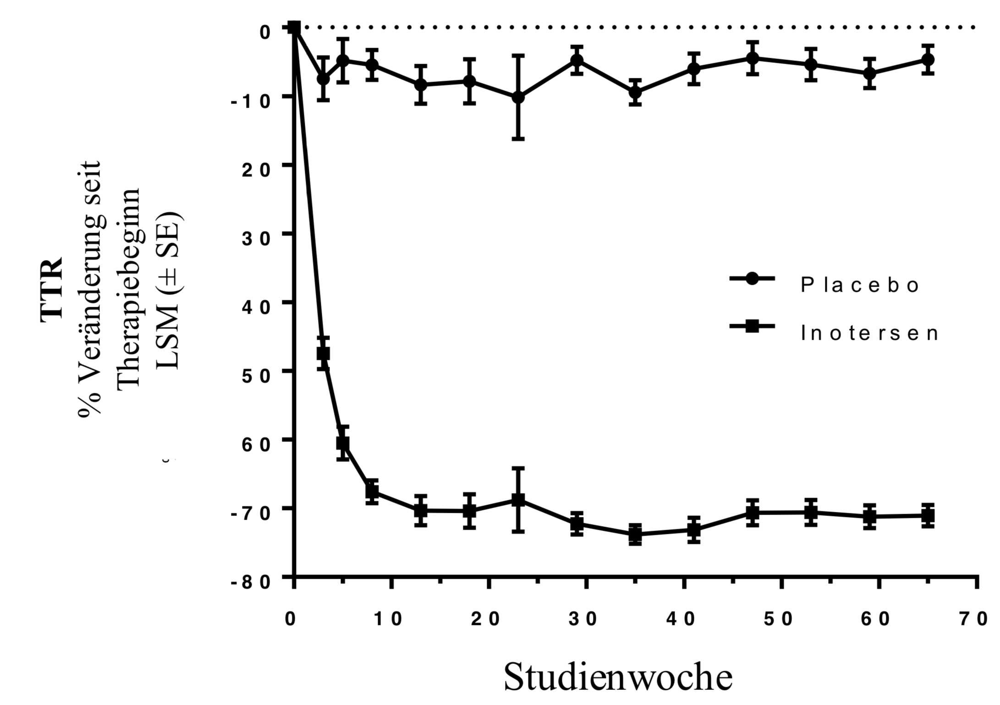 TTR
% Veränderung seit
Therapiebeginn
LSM (± SE)
0
-10
20
30
40
50
60
-70
-80
Placebo
Inotersen
0 10 20 30 40 50 60 70
Studienwoche